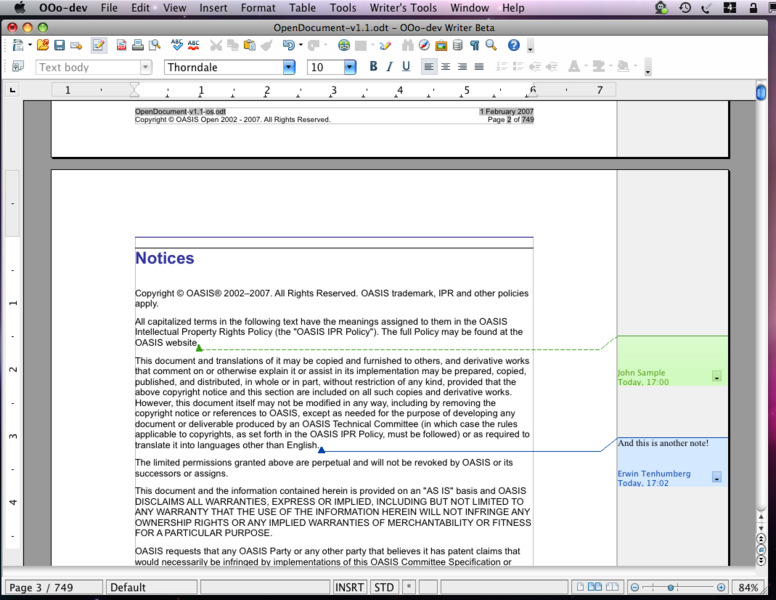 OOo-dev File Edit View Insert Format Table Tools Writer's Tools Window Help
OpenDocument-v1.1.odt - OOo-dev Writer Beta
Text body Thorndale 10 B I U
1 1 2 3 4 5 6 7
OpenDocument-v1.1-os.odt 1 February 2007
Copyright © OASIS Open 2002 - 2007. All Rights Reserved. Page 2 of 749
Notices
Copyright © OASIS® 2002–2007. All Rights Reserved. OASIS trademark, IPR and other policies
apply.
All capitalized terms in the following text have the meanings assigned to them in the OASIS
Intellectual Property Rights Policy (the "OASIS IPR Policy"). The full Policy may be found at the
OASIS website.
This document and translations of it may be copied and furnished to others, and derivative works
that comment on or otherwise explain it or assist in its implementation may be prepared, copied,
published, and distributed, in whole or in part, without restriction of any kind, provided that the
above copyright notice and this section are included on all such copies and derivative works.
However, this document itself may not be modified in any way, including by removing the
copyright notice or references to OASIS, except as needed for the purpose of developing any
document or deliverable produced by an OASIS Technical Committee (in which case the rules
applicable to copyrights, as set forth in the OASIS IPR Policy, must be followed) or as required to
translate it into languages other than English.
The limited permissions granted above are perpetual and will not be revoked by OASIS or its
successors or assigns.
This document and the information contained herein is provided on an "AS IS" basis and OASIS
DISCLAIMS ALL WARRANTIES, EXPRESS OR IMPLIED, INCLUDING BUT NOT LIMITED TO
ANY WARRANTY THAT THE USE OF THE INFORMATION HEREIN WILL NOT INFRINGE ANY
OWNERSHIP RIGHTS OR ANY IMPLIED WARRANTIES OF MERCHANTABILITY OR FITNESS
FOR A PARTICULAR PURPOSE.
OASIS requests that any OASIS Party or any other party that believes it has patent claims that
would necessarily be infringed by implementations of this OASIS Committee Specification or
John Sample
Today, 17:00
And this is another note!
Erwin Tenhumberg
Today, 17:02
1
2
3
4
Page 3 / 749 Default INSRT STD * 84%